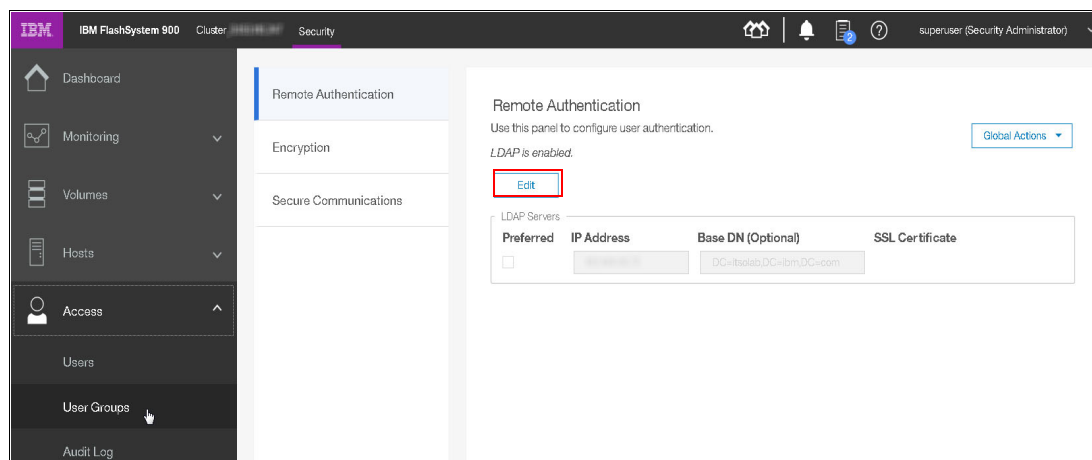 IBM IBM FlashSystem 900 Cluster Security 2 ? superuser (Security Administrator)
Dashboard
Monitoring
Volumes
Hosts
Access
Users
User Groups
Audit Log
Remote Authentication
Encryption
Secure Communications
Remote Authentication
Use this panel to configure user authentication.
Global Actions
LDAP is enabled.
Edit
LDAP Servers
Preferred IP Address Base DN (Optional) SSL Certificate
DC=itsolab,DC=ibm,DC=com